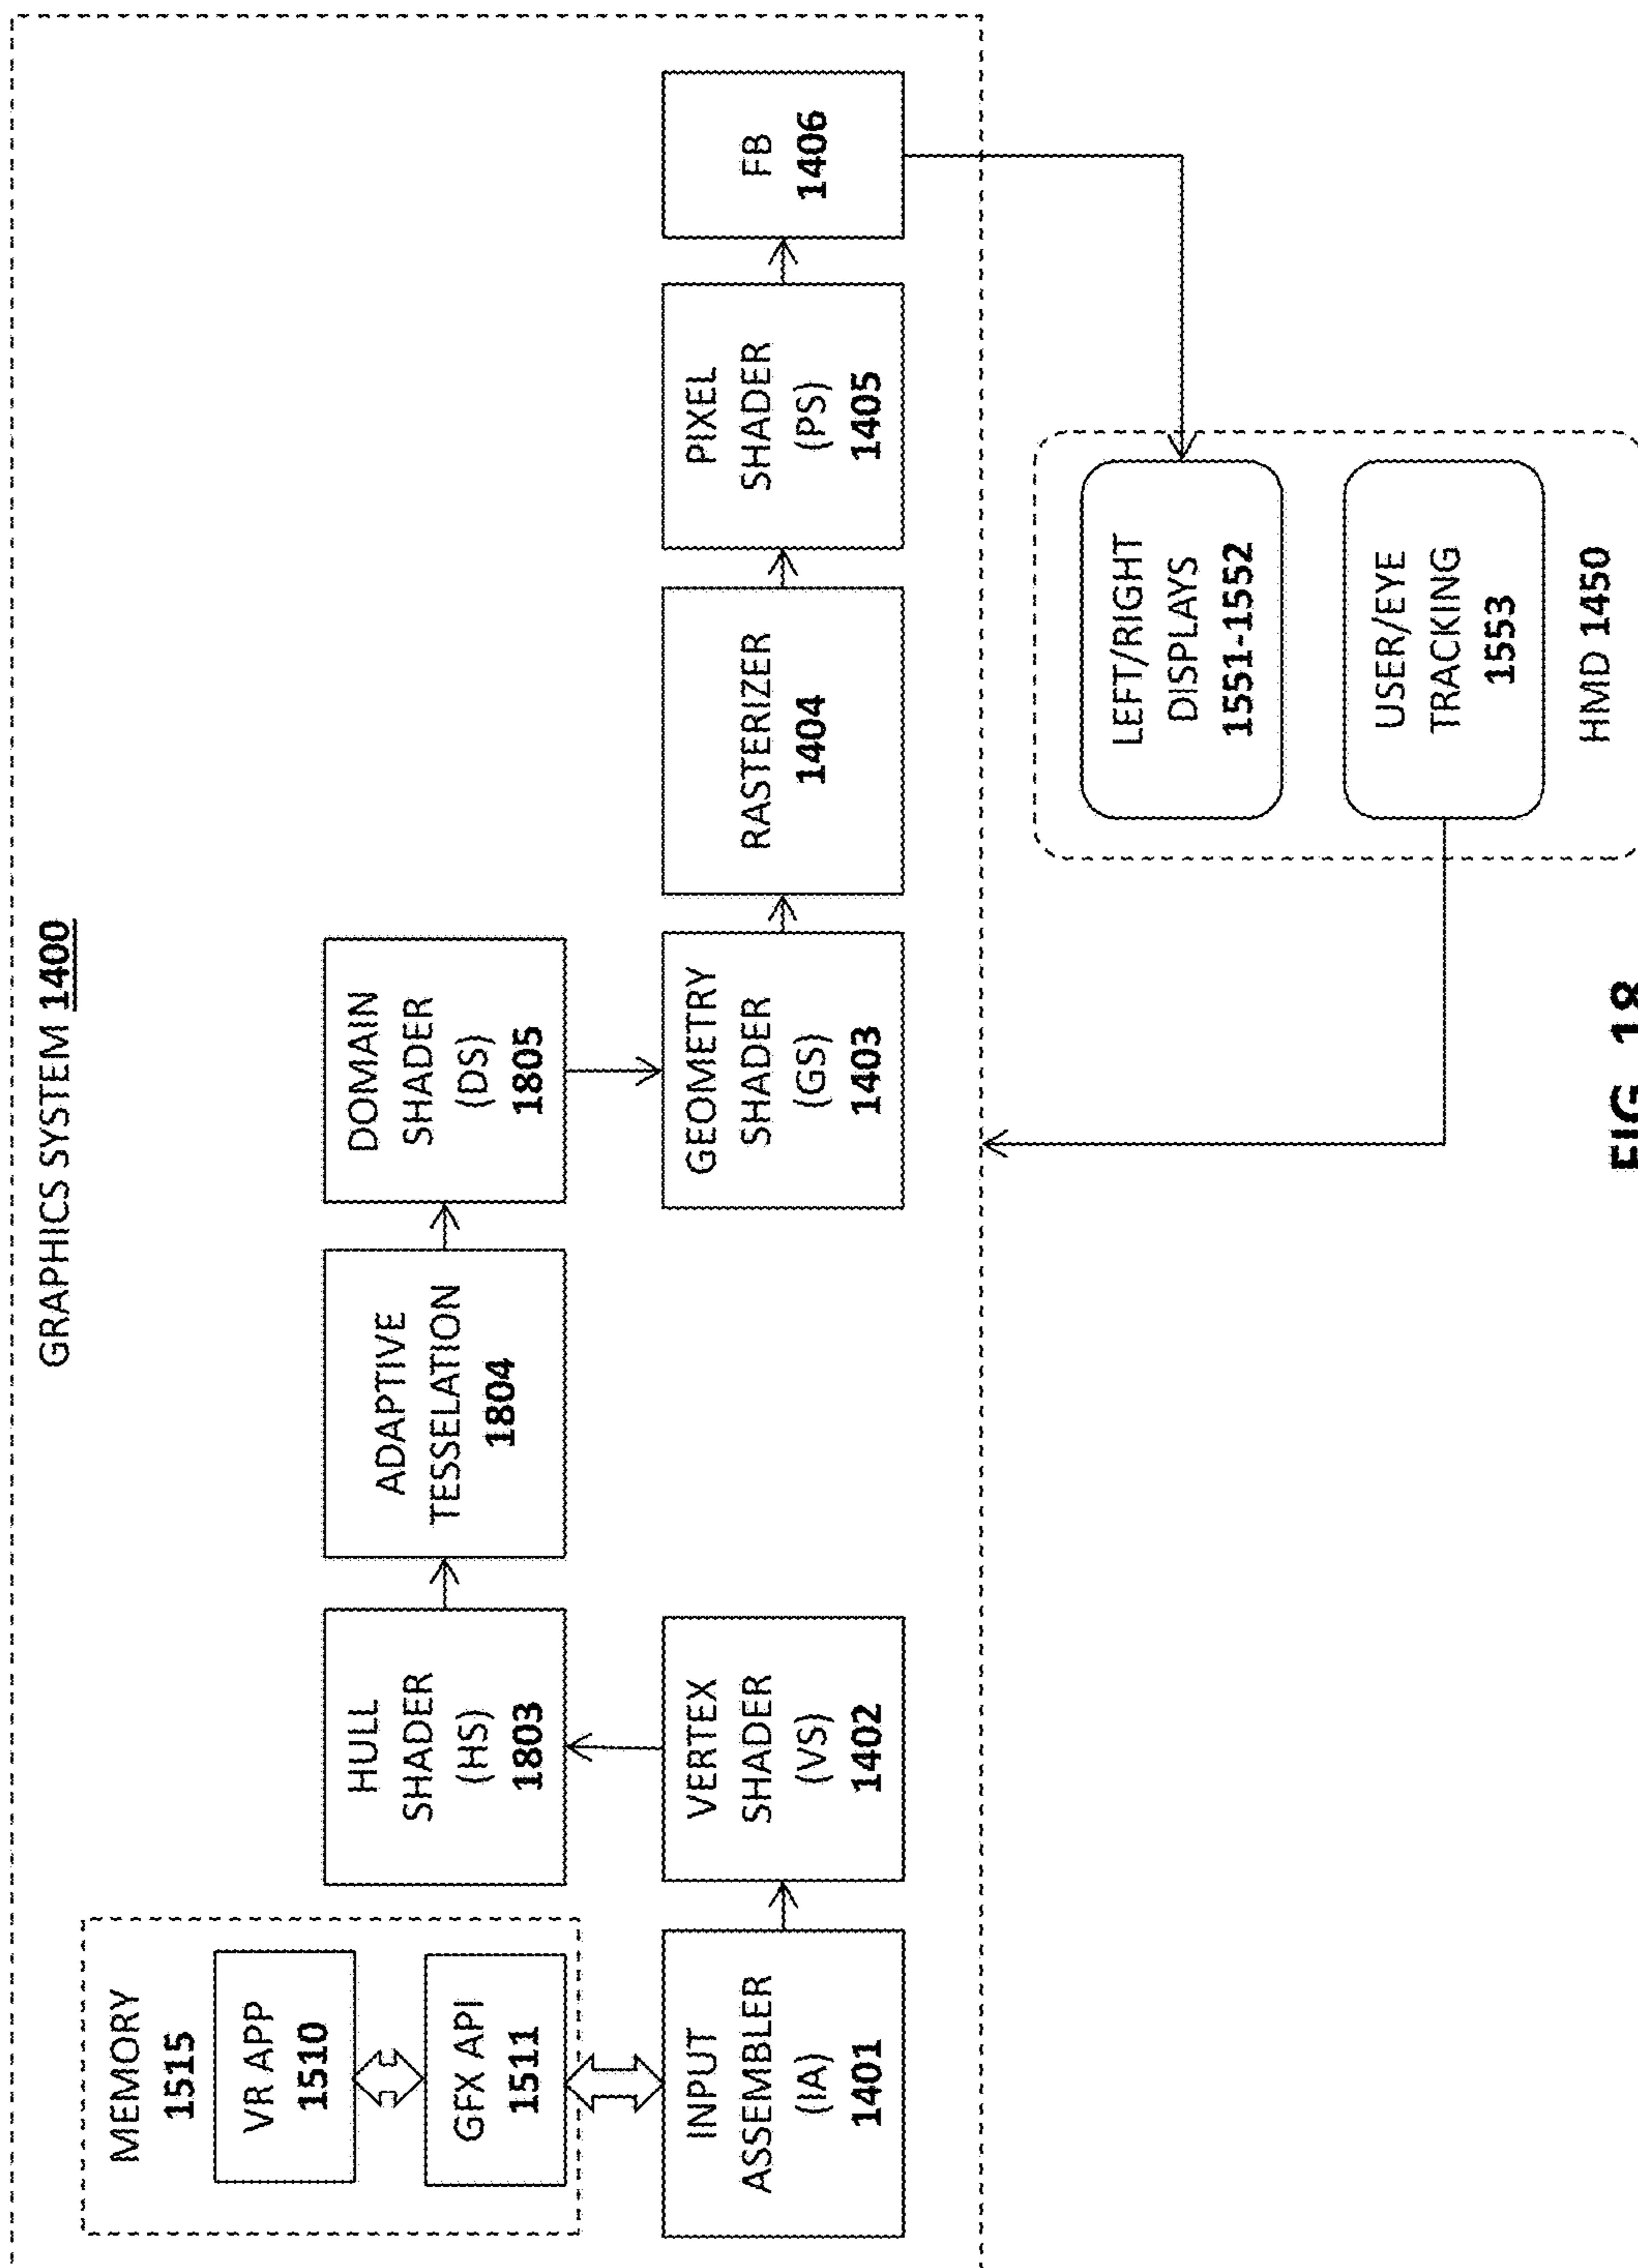 GRAPHICS SYSTEM 1400
MEMORY
1515
VR APP
1510
GFX API
1511
INPUT
ASSEMBLER
(IA)
1401
VERTEX
SHADER
(VS)
1402
HULL
SHADER
(HS)
1803
ADAPTIVE
TESSELATION
1804
DOMAIN
SHADER
(DS)
1805
GEOMETRY
SHADER
(GS)
1403
RASTERIZER
1404
PIXEL
SHADER
(PS)
1405
FB
1406
LEFT/RIGHT
DISPLAYS
1551-1552
USER/EYE
TRACKING
1553
HMD 1450
FIG. 18